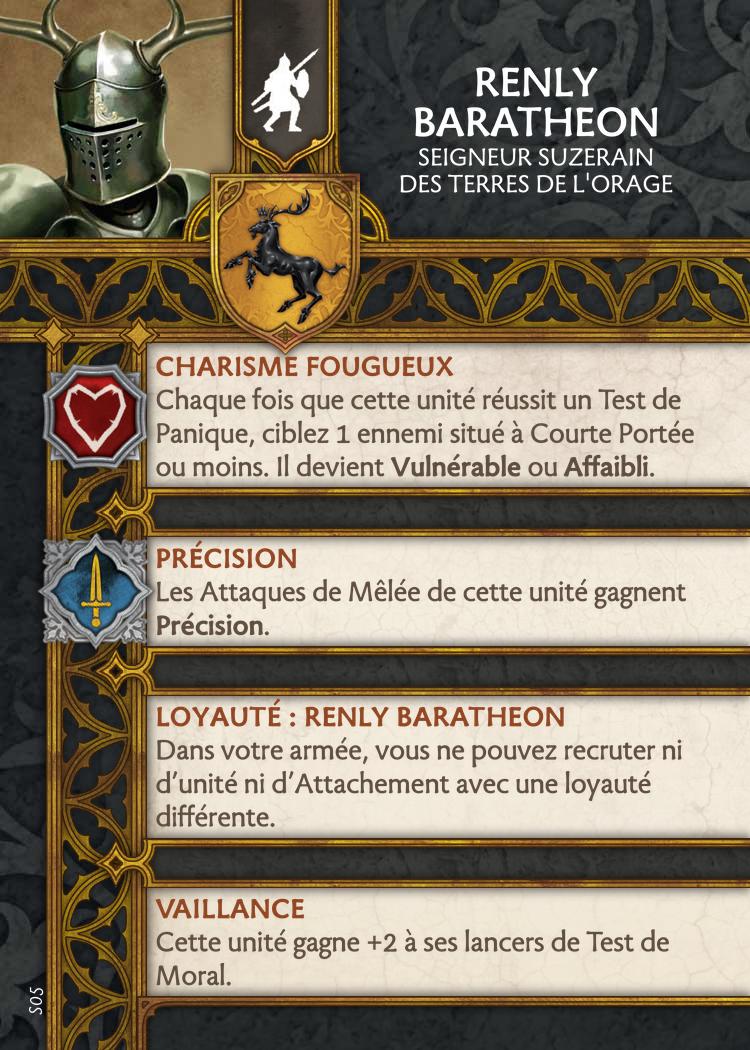 RENLY
BARATHEON
SEIGNEUR SUZERAIN
DES TERRES DE L'ORAGE
CHARISME FOUGUEUX
Chaque fois que cette unité réussit un Test de
Panique, ciblez 1 ennemi situé à Courte Portée
ou moins. Il devient Vulnérable ou Affaibli.
PRÉCISION
Les Attaques de Mêlée de cette unité gagnent
Précision.
LOYAUTÉ : RENLY BARATHEON
Dans votre armée, vous ne pouvez recruter ni
d’unité ni d’Attachement avec une loyauté
différente.
VAILLANCE
Cette unité gagne +2 à ses lancers de Test de
Moral.
S05